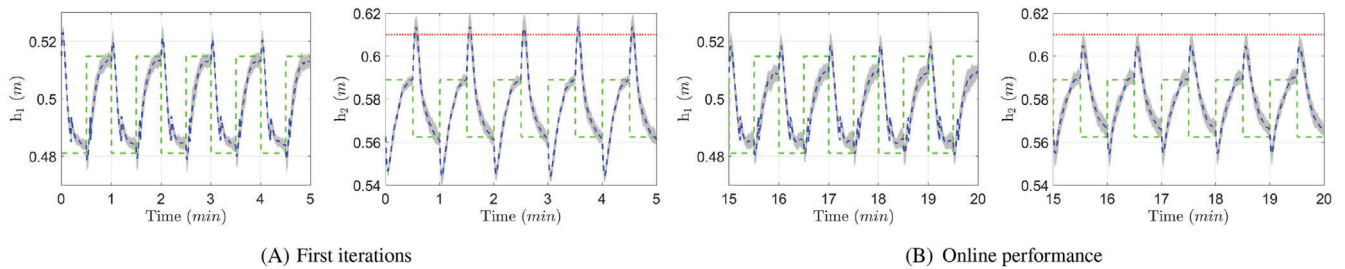 0.52
0.5
0.48
h₁ (m)
0 1 2 3 4 5
Time (min)
0.62
0.6
0.58
0.56
0.54
h₂ (m)
0 1 2 3 4 5
Time (min)
(A) First iterations
0.52
0.5
0.48
h₁ (m)
15 16 17 18 19 20
Time (min)
0.62
0.6
0.58
0.56
0.54
h₂ (m)
15 16 17 18 19 20
Time (min)
(B) Online performance